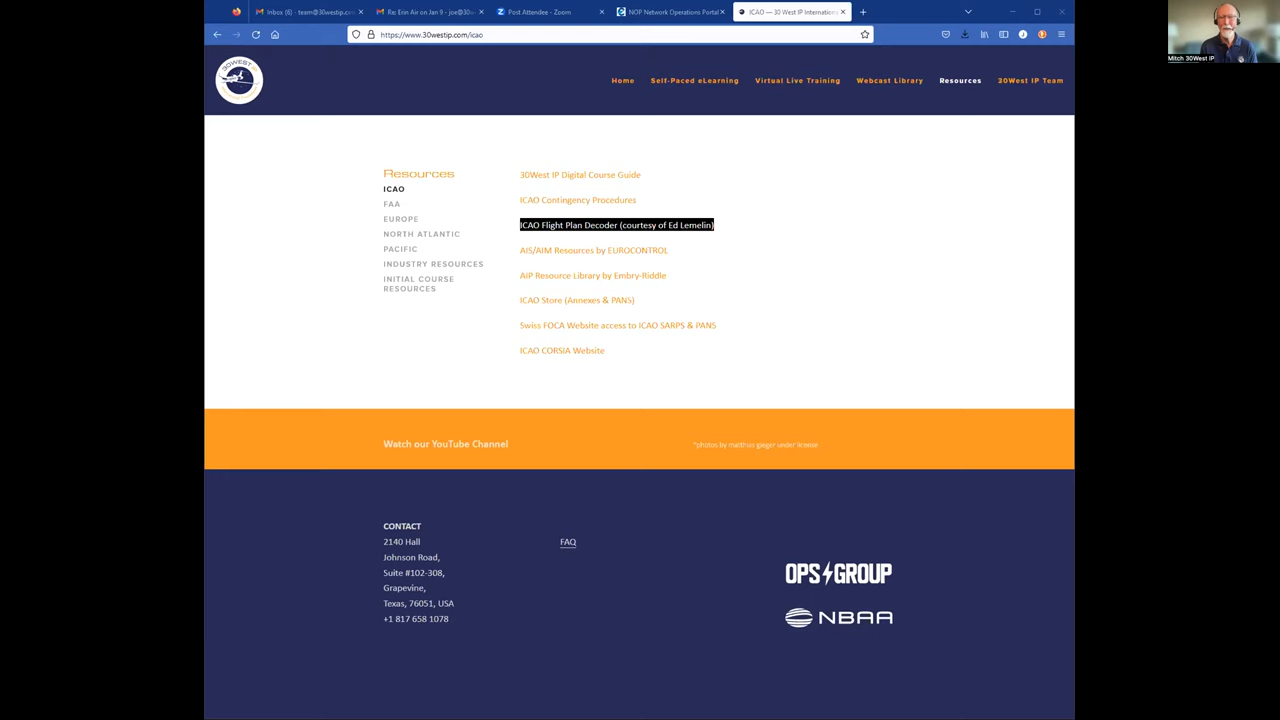 Inbox (6) - team@30westip.co
Re: Erin Air on Jan 9 - joe@30w
Post Attendee - Zoom
NOP Network Operations Portal
ICAO — 30 West IP Internation
https://www.30westip.com/icao
Mitch 30West IP
30WEST IP
Home
Self-Paced eLearning
Virtual Live Training
Webcast Library
Resources
30West IP Team
Resources
ICAO
FAA
EUROPE
NORTH ATLANTIC
PACIFIC
INDUSTRY RESOURCES
INITIAL COURSE
RESOURCES
30West IP Digital Course Guide
ICAO Contingency Procedures
ICAO Flight Plan Decoder (courtesy of Ed Lemelin)
AIS/AIM Resources by EUROCONTROL
AIP Resource Library by Embry-Riddle
ICAO Store (Annexes & PANS)
Swiss FOCA Website access to ICAO SARPS & PANS
ICAO CORSIA Website
Watch our YouTube Channel
*photos by matthias gieger under license
CONTACT
2140 Hall
Johnson Road,
Suite #102-308,
Grapevine,
Texas, 76051, USA
+1 817 658 1078
FAQ
OPS GROUP
NBAA